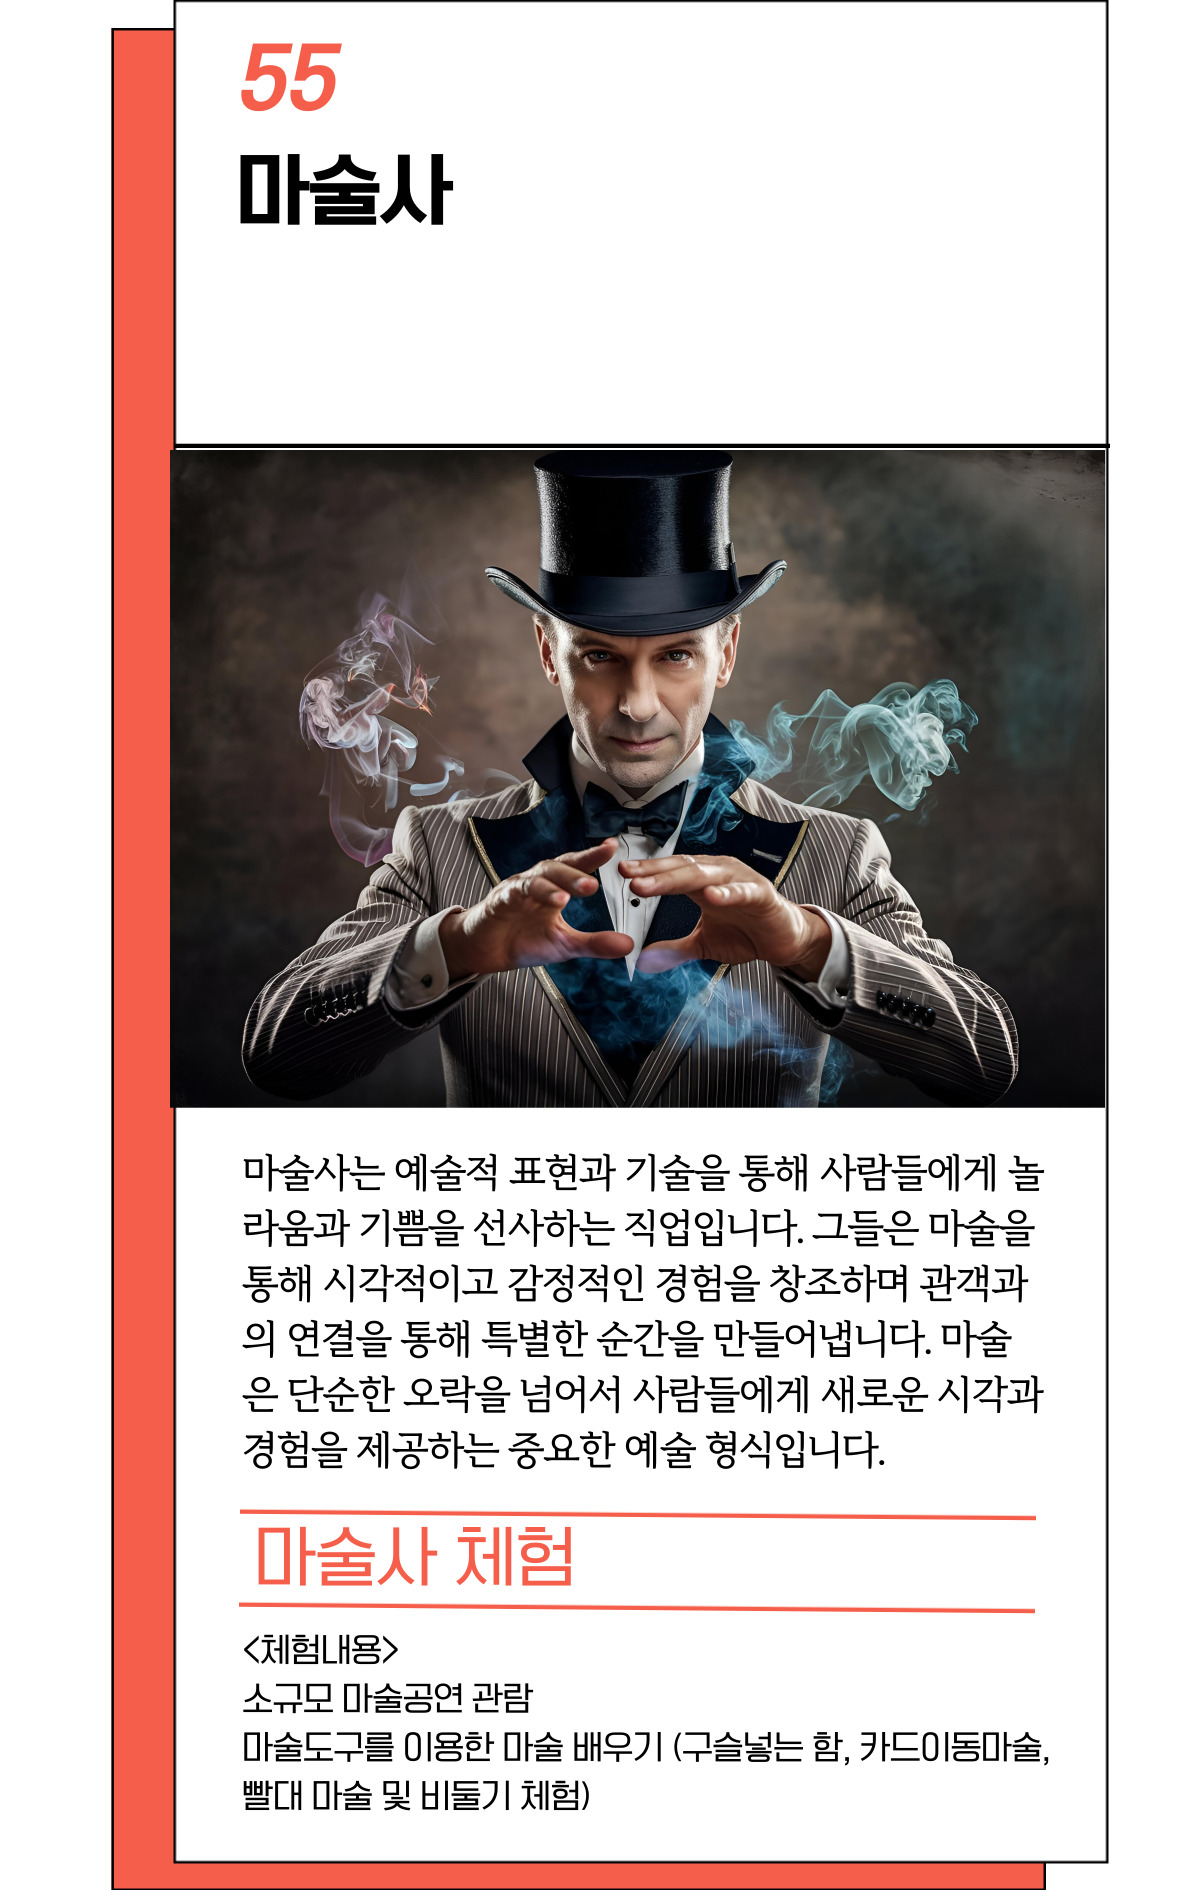 55
마술사
마술사는 예술적 표현과 기술을 통해 사람들에게 놀
라움과 기쁨을 선사하는 직업입니다. 그들은 마술을
통해 시각적이고 감정적인 경험을 창조하며 관객과
의 연결을 통해 특별한 순간을 만들어냅니다. 마술
은 단순한 오락을 넘어서 사람들에게 새로운 시각과
경험을 제공하는 중요한 예술 형식입니다.
마술사 체험
<체험내용>
소규모 마술공연 관람
마술도구를 이용한 마술 배우기 (구슬넣는 함, 카드이동마술,
빨대 마술 및 비둘기 체험)